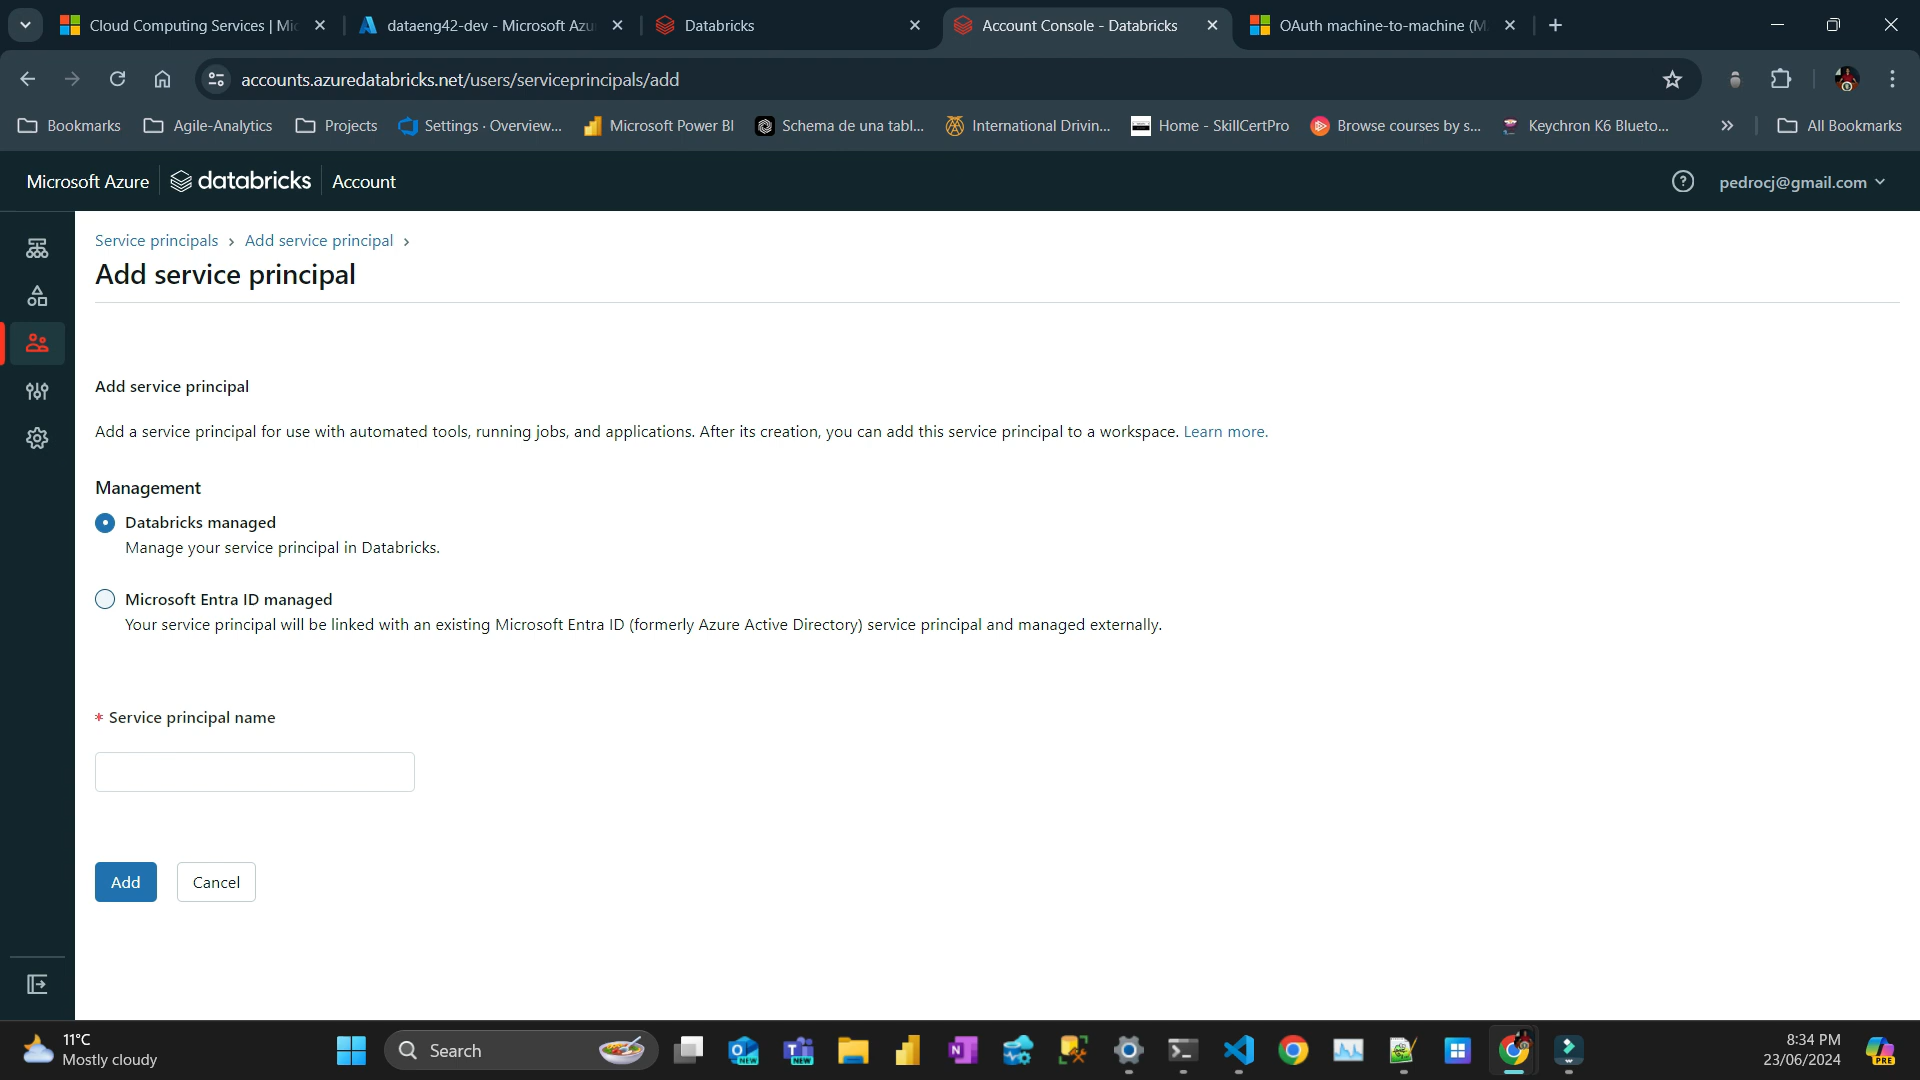 Cloud Computing Services | Mic
dataeng42-dev - Microsoft Azu
Databricks
Account Console - Databricks
OAuth machine-to-machine (M
accounts.azuredatabricks.net/users/serviceprincipals/add
Bookmarks
Agile-Analytics
Projects
Settings · Overview...
Microsoft Power BI
Schema de una tabl...
International Drivin...
Home - SkillCertPro
Browse courses by s...
Keychron K6 Blueto...
»
All Bookmarks
Microsoft Azure
databricks
Account
?
pedrocj@gmail.com
Service principals › Add service principal ›
Add service principal
Add service principal
Add a service principal for use with automated tools, running jobs, and applications. After its creation, you can add this service principal to a workspace. Learn more.
Management
Databricks managed
Manage your service principal in Databricks.
Microsoft Entra ID managed
Your service principal will be linked with an existing Microsoft Entra ID (formerly Azure Active Directory) service principal and managed externally.
* Service principal name
Add
Cancel
11°C
Mostly cloudy
Search
NEW
NEW
8:34 PM
23/06/2024
PRE